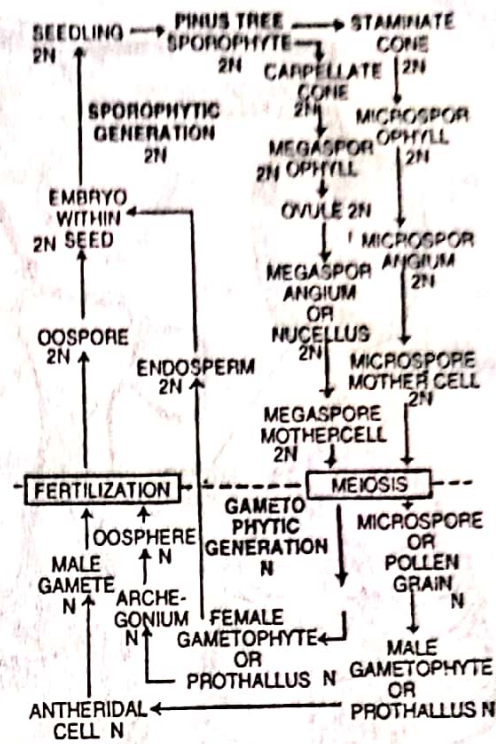 SEEDLING
2N
PINUS TREE
SPOROPHYTE
2N
STAMINATE
CONE
2N
CARPELLATE
CONE
2N
MICROSPOR
OPHYLL
2N
SPOROPHYTIC
GENERATION
2N
MEGASPOR
2N OPHYLL
OVULE 2N
EMBRYO
WITHIN
2N SEED
MICROSPOR
ANGIUM
2N
MEGASPOR
ANGIUM
OR
NUCELLUS
2N
OOSPORE
2N
ENDOSPERM
2N
MICROSPORE
MOTHER CELL
2N
MEGASPORE
MOTHERCELL
2N
FERTILIZATION
MEIOSIS
GAMETO
PHYTIC
GENERATION
N
MICROSPORE
OR
POLLEN
GRAIN
N
OOSPHERE
N
MALE
GAMETE
N
ARCHE-
GONIUM
N
FEMALE
GAMETOPHYTE
OR
PROTHALLUS N
MALE
GAMETOPHYTE
OR
PROTHALLUS N
ANTHERIDAL
CELL N